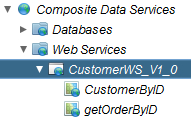 Composite Data Services
Databases
Web Services
CustomerWS_V1_0
CustomerByID
getOrderByID